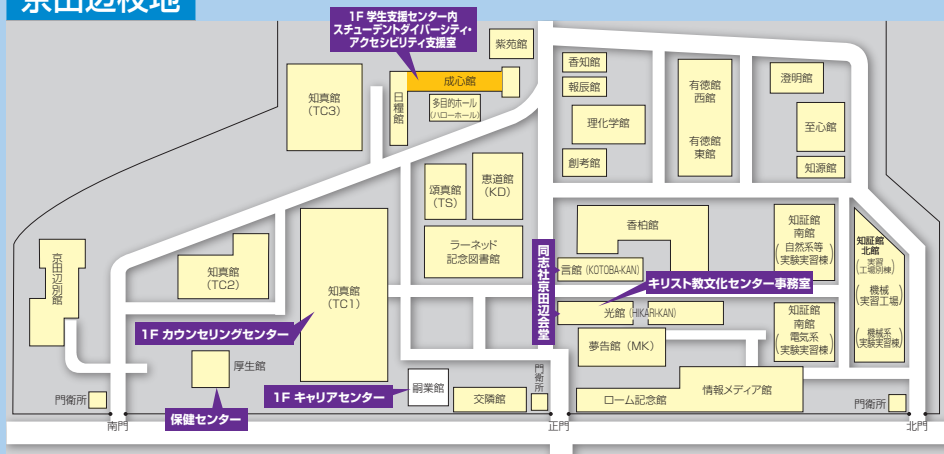 京田辺校地
1F 学生支援センター内
スチューデントダイバーシティ・
アクセシビリティ支援室
紫苑館
成心館
日糧館
多目的ホール
(ハローホール)
知真館
(TC3)
香知館
報辰館
理化学館
創考館
有徳館
西館
有徳館
東館
澄明館
至心館
知源館
頌真館
(TS)
恵道館
(KD)
ラーネッド
記念図書館
京田辺別館
知真館
(TC2)
知真館
(TC1)
香柏館
同志社京田辺会堂
言館 (KOTOBA-KAN)
キリスト教文化センター事務室
光館 (HIKARI-KAN)
知証館
南館
(自然系等
実験実習棟)
知証館
北館
(実習
工場別棟)
(機械
実習工場)
(機械系
実験実習棟)
知証館
南館
(電気系
実験実習棟)
1F カウンセリングセンター
夢告館 (MK)
厚生館
保健センター
1F キャリアセンター
嗣業館
交隣館
門衛所
ローム記念館
情報メディア館
門衛所
門衛所
南門
正門
北門